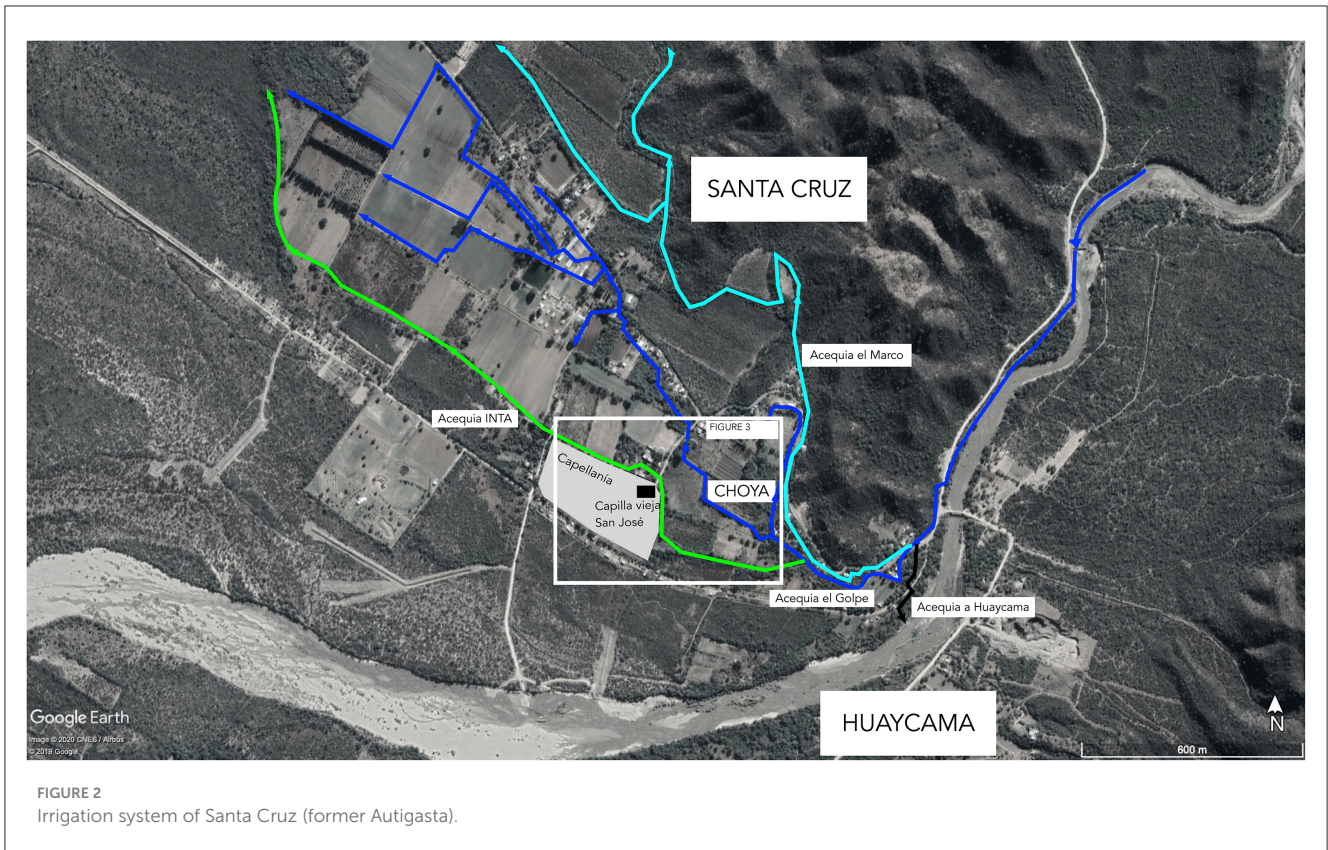 SANTA CRUZ
Acequia el Marco
Acequia INTA
FIGURE 3
Capellanía
CHOYA
Capilla vieja
San José
Acequia el Golpe
Acequia a Huaycama
HUAYCAMA
Google Earth
Image © 2020 CNES / Airbus
© 2019 Google
N
600 m
FIGURE 2
Irrigation system of Santa Cruz (former Autigasta).